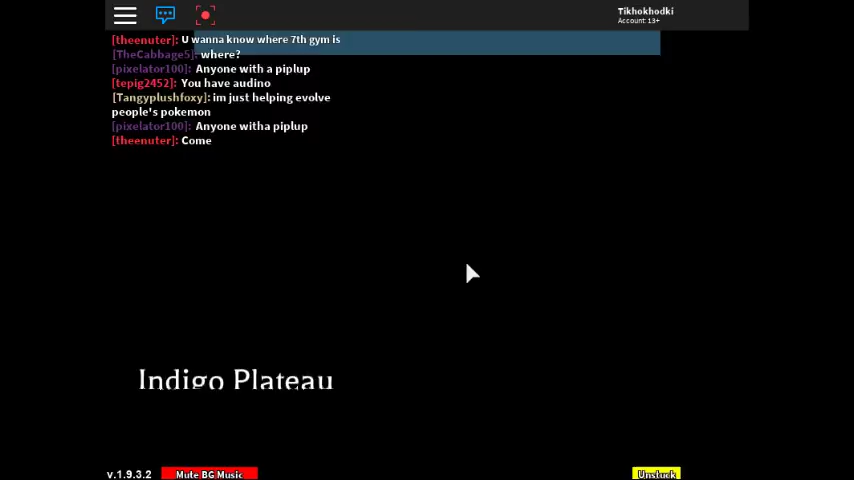 Tikhokhodki
Account: 13+
[theenuter]: U wanna know where 7th gym is
[TheCabbage5]: where?
[pixelator100]: Anyone with a piplup
[tepig2452]: You have audino
[Tangyplushfoxy]: im just helping evolve
people's pokemon
[pixelator100]: Anyone witha piplup
[theenuter]: Come
Indigo Plateau
v.1.9.3.2
Mute BG Music
Unstuck